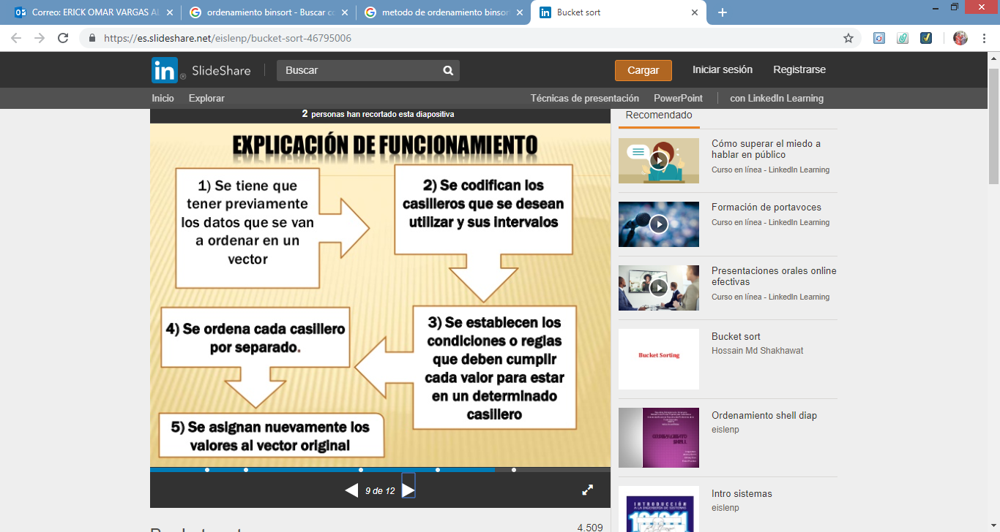 Correo: ERICK OMAR VARGAS AL
ordenamiento binsort - Buscar co
metodo de ordenamiento binsor
Bucket sort
https://es.slideshare.net/eislenp/bucket-sort-46795006
in SlideShare
Buscar
Cargar
Iniciar sesión
Registrarse
Inicio
Explorar
Técnicas de presentación
PowerPoint
con LinkedIn Learning
2 personas han recortado esta diapositiva
EXPLICACIÓN DE FUNCIONAMIENTO
1) Se tiene que
tener previamente
los datos que se van
a ordenar en un
vector
2) Se codifican los
casilleros que se desean
utilizar y sus intervalos
3) Se establecen los
condiciones o reglas
que deben cumplir
cada valor para estar
en un determinado
casillero
4) Se ordena cada casillero
por separado.
5) Se asignan nuevamente los
valores al vector original
9 de 12
4.509
Recomendado
Cómo superar el miedo a
hablar en público
Curso en línea - LinkedIn Learning
Formación de portavoces
Curso en línea - LinkedIn Learning
Presentaciones orales online
efectivas
Curso en línea - LinkedIn Learning
Bucket Sorting
Bucket sort
Hossain Md Shakhawat
Ordenamiento shell diap
eislenp
INTRODUCCIÓN
A LA INGENIERÍA DE SISTEMAS
Intro sistemas
eislenp